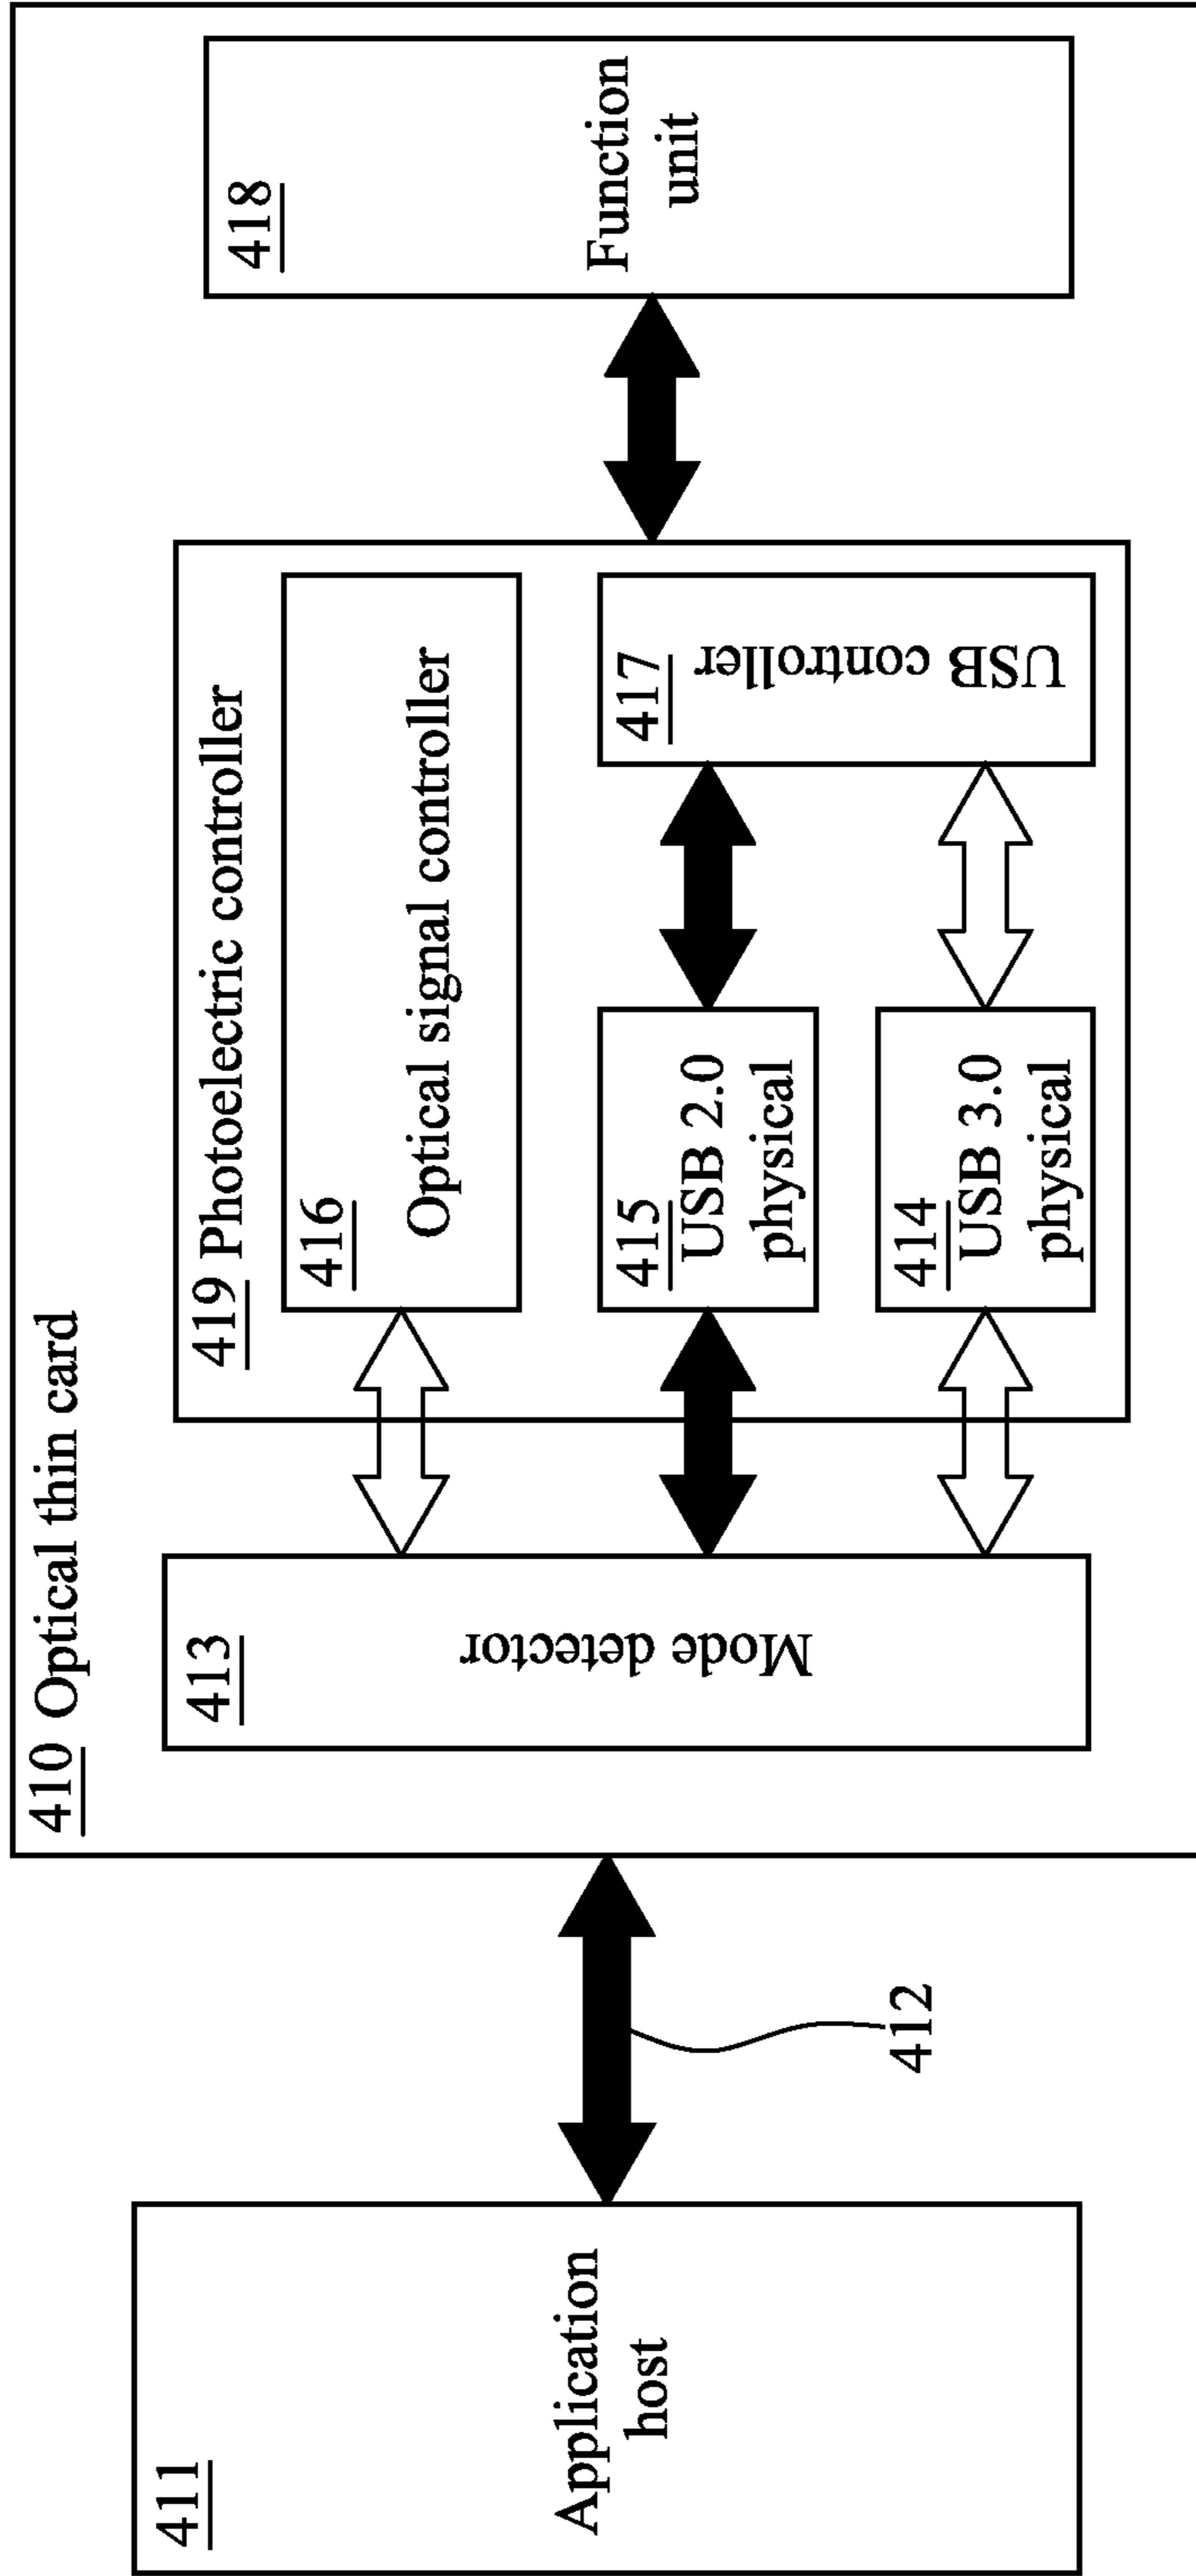 410 Optical thin card
411
Application
host
412
413
Mode detector
419 Photoelectric controller
416
Optical signal controller
415
USB 2.0
physical
414
USB 3.0
physical
417
USB controller
418
Function
unit